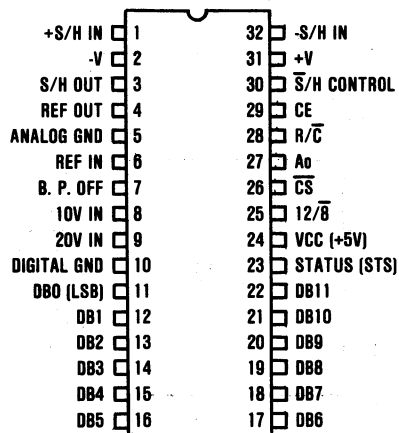 +S/H IN 1 32 -S/H IN
-V 2 31 +V
S/H OUT 3 30 S̅/H CONTROL
REF OUT 4 29 CE
ANALOG GND 5 28 R/C̅
REF IN 6 27 Ao
B. P. OFF 7 26 C̅S̅
10V IN 8 25 12/8̅
20V IN 9 24 VCC (+5V)
DIGITAL GND 10 23 STATUS (STS)
DBO (LSB) 11 22 DB11
DB1 12 21 DB10
DB2 13 20 DB9
DB3 14 19 DB8
DB4 15 18 DB7
DB5 16 17 DB6